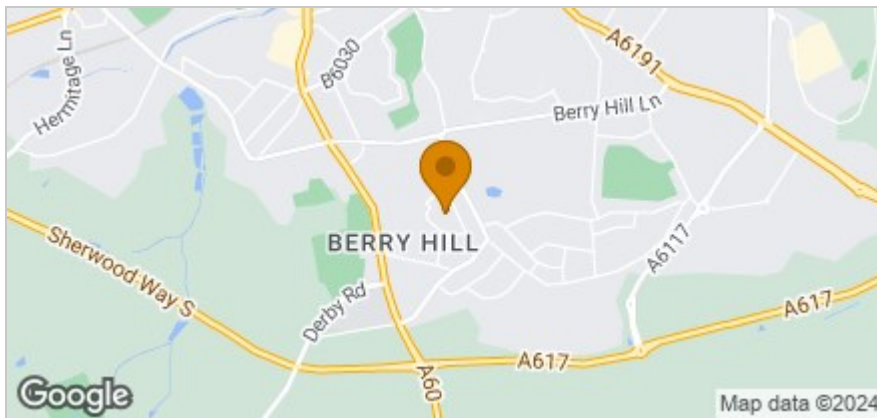 Hermitage Ln
B6030
A6191
Berry Hill Ln
BERRY HILL
Sherwood Way S
Derby Rd
A6117
A617
A617
A60
Google
Map data ©2024